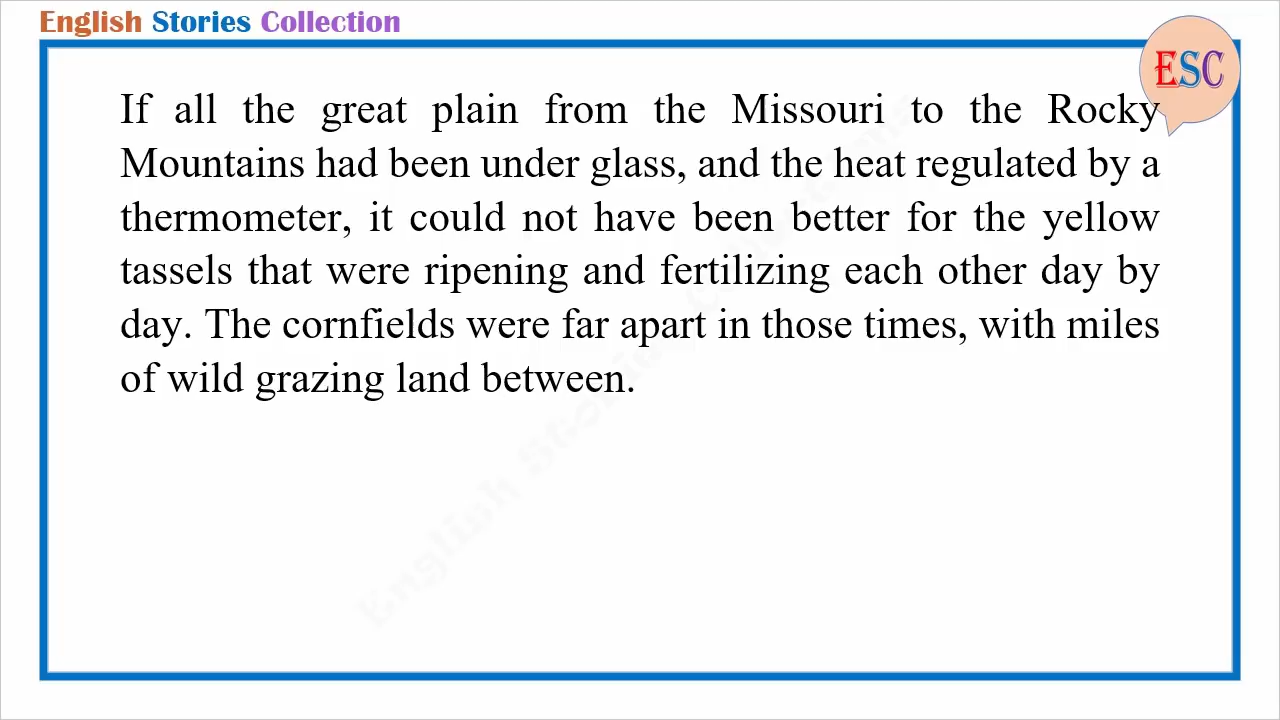 English Stories Collection
ESC
If all the great plain from the Missouri to the Rocky
Mountains had been under glass, and the heat regulated by a
thermometer, it could not have been better for the yellow
tassels that were ripening and fertilizing each other day by
day. The cornfields were far apart in those times, with miles
of wild grazing land between.
English Stories Collections